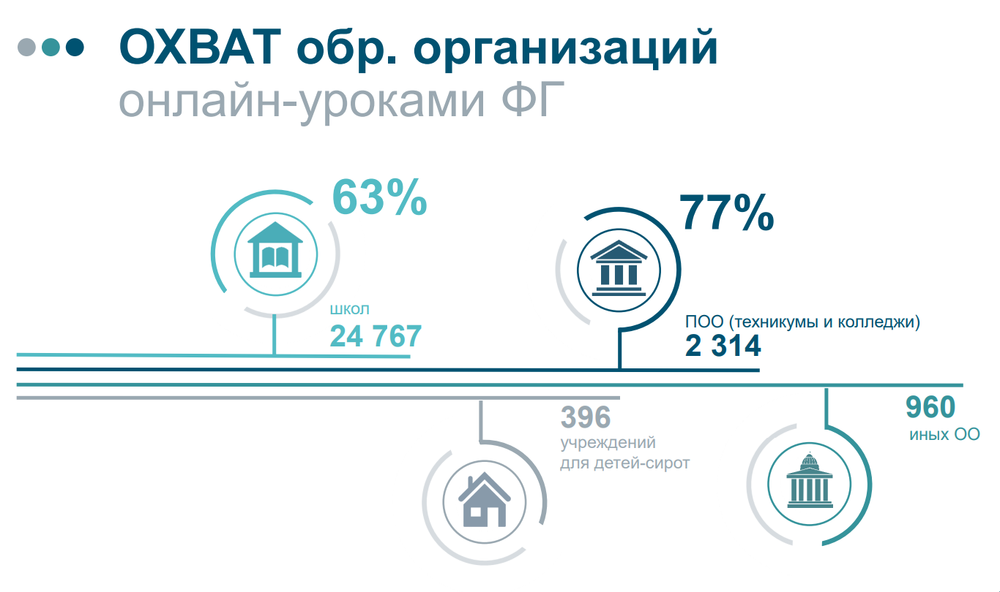 ОХВАТ обр. организаций
онлайн-уроками ФГ
63%
школ
24 767
77%
ПОО (техникумы и колледжи)
2 314
396
учреждений
для детей-сирот
960
иных ОО